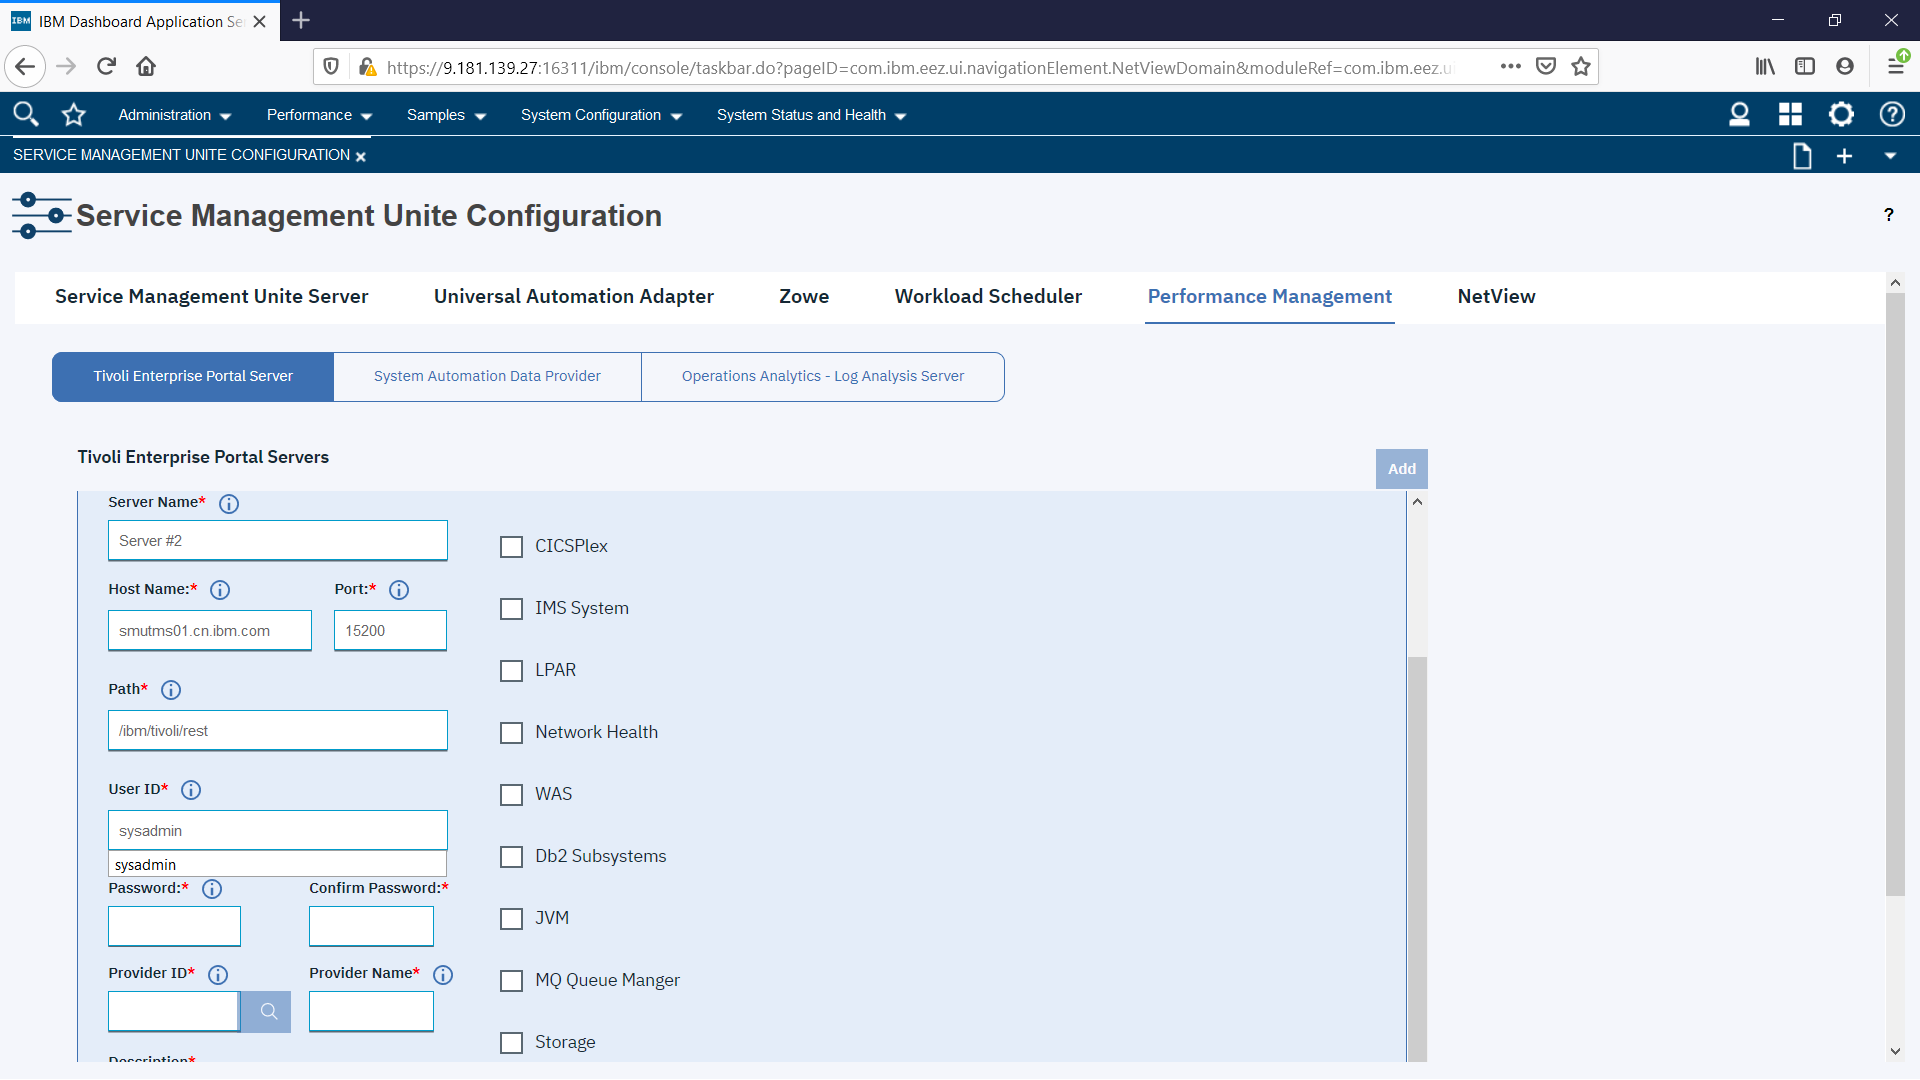 IBM Dashboard Application Se
https://9.181.139.27:16311/ibm/console/taskbar.do?pageID=com.ibm.eez.ui.navigationElement.NetViewDomain&moduleRef=com.ibm.eez.u
Administration Performance Samples System Configuration System Status and Health
SERVICE MANAGEMENT UNITE CONFIGURATION
Service Management Unite Configuration
?
Service Management Unite Server Universal Automation Adapter Zowe Workload Scheduler Performance Management NetView
Tivoli Enterprise Portal Server System Automation Data Provider Operations Analytics - Log Analysis Server
Tivoli Enterprise Portal Servers
Add
Server Name*
Server #2
Host Name:* Port:*
smutms01.cn.ibm.com 15200
Path*
/ibm/tivoli/rest
User ID*
sysadmin
sysadmin
Password:* Confirm Password:*
Provider ID* Provider Name*
Description*
CICSPlex
IMS System
LPAR
Network Health
WAS
Db2 Subsystems
JVM
MQ Queue Manger
Storage